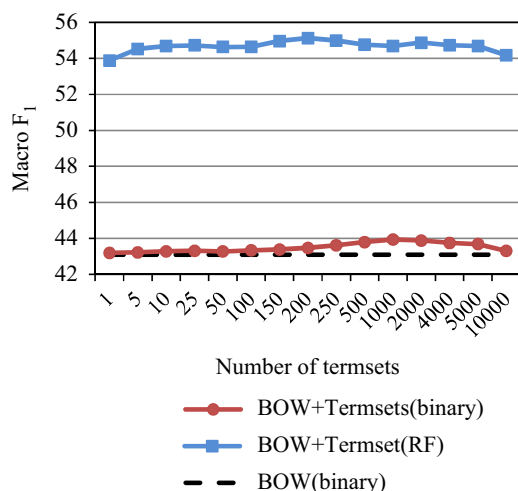 56
54
52
50
48
46
44
42
Macro F1
1 5 10 25 50 100 150 200 250 500 1000 2000 4000 5000 10000
Number of termsets
BOW+Termsets(binary)
BOW+Termset(RF)
BOW(binary)